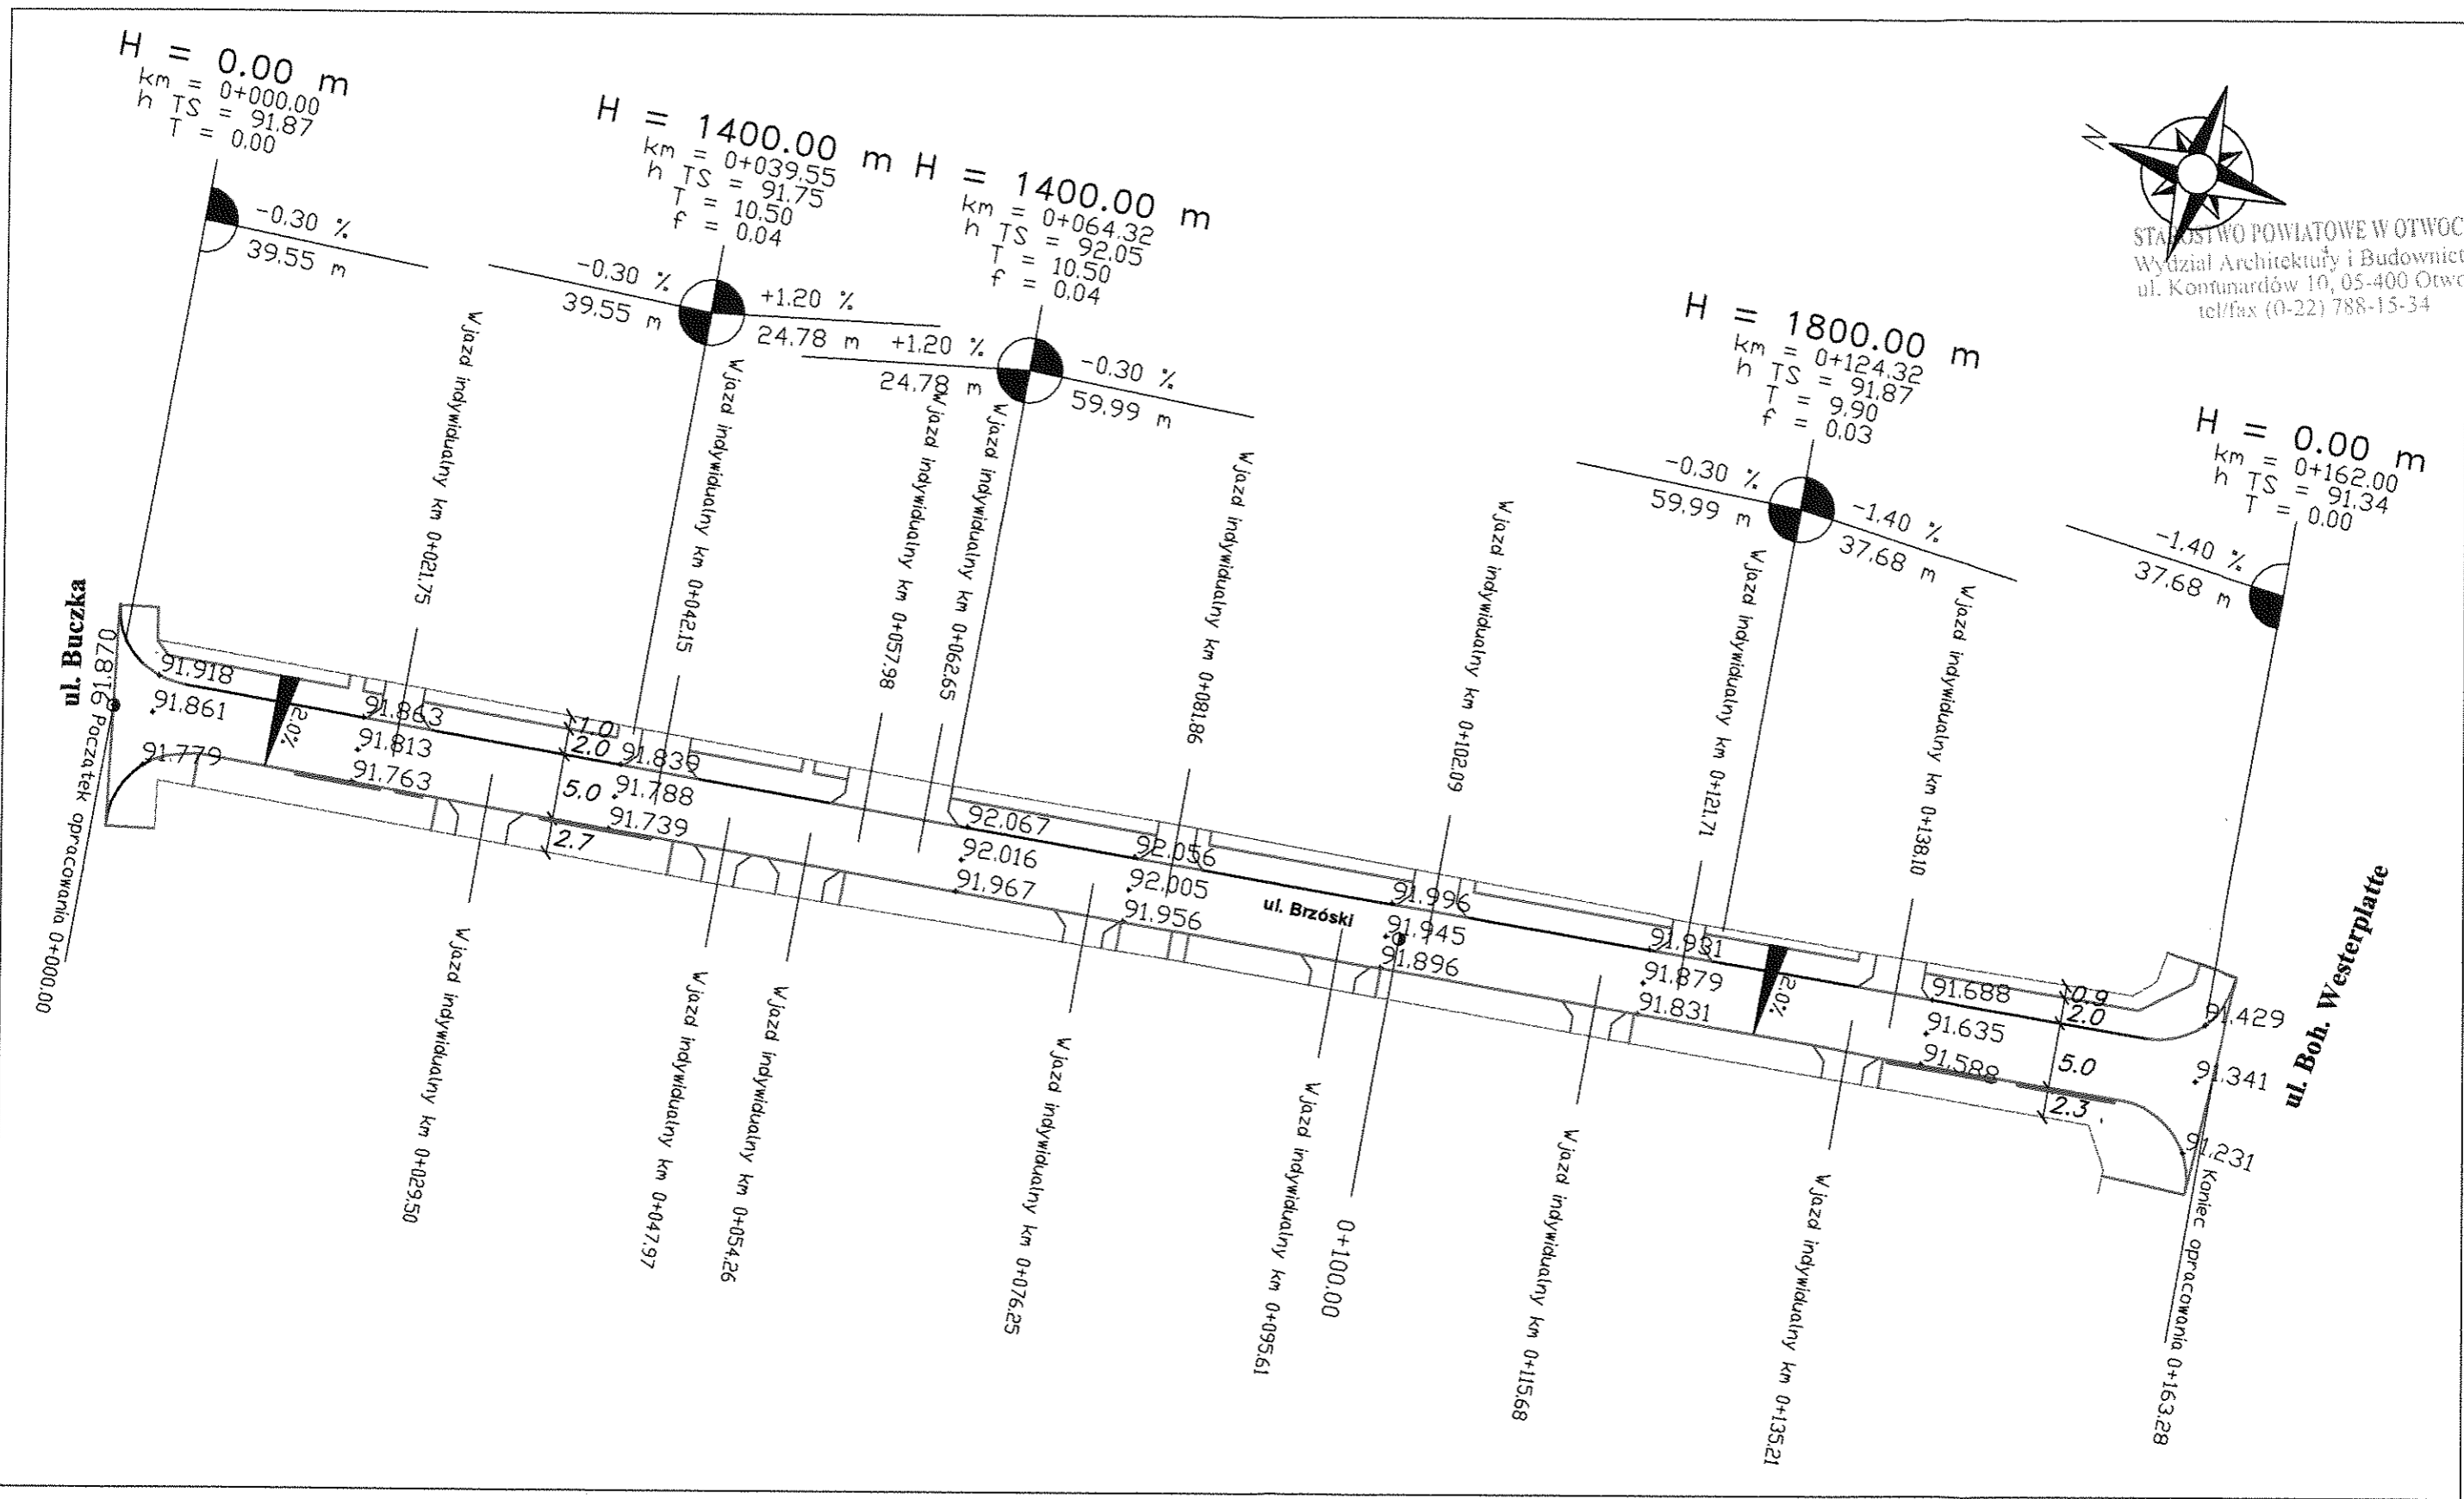 H = 0.00 m
km = 0+000.00
h TS = 91.87
T = 0.00
-0.30 %
39.55 m
H = 1400.00 m
km = 0+039.55
h TS = 91.75
T = 10.50
f = 0.04
-0.30 %
39.55 m
+1.20 %
24.78 m
H = 1400.00 m
km = 0+064.32
h TS = 92.05
T = 10.50
f = 0.04
+1.20 %
24.78 m
-0.30 %
59.99 m
H = 1800.00 m
km = 0+124.32
h TS = 91.87
T = 9.90
f = 0.03
-0.30 %
59.99 m
-1.40 %
37.68 m
H = 0.00 m
km = 0+162.00
h TS = 91.34
T = 0.00
-1.40 %
37.68 m
N
STAROSTWO POWIATOWE W OTWOC
Wydział Architektury i Budownict
ul. Komunardów 10, 05-400 Otwo
tel/fax (0-22) 788-15-34
Wjazd indywidualny km 0+021.75
Wjazd indywidualny km 0+042.15
Wjazd indywidualny km 0+057.98
Wjazd indywidualny km 0+062.65
Wjazd indywidualny km 0+081.86
Wjazd indywidualny km 0+102.09
Wjazd indywidualny km 0+121.71
Wjazd indywidualny km 0+138.10
ul. Buczka
91.870
Początek opracowania 0+000.00
91.918
91.861
91.779
2.0%
91.863
91.813
91.763
1.0
2.0
5.0
2.7
91.839
91.788
91.739
92.067
92.016
91.967
92.056
92.005
91.956
ul. Brzóski
91.996
91.945
91.896
91.931
91.879
91.831
2.0%
91.688
91.635
91.588
0.9
2.0
5.0
2.3
91.429
91.341
91.231
ul. Boh. Westerplatte
Koniec opracowania 0+163.28
Wjazd indywidualny km 0+029.50
Wjazd indywidualny km 0+047.97
Wjazd indywidualny km 0+054.26
Wjazd indywidualny km 0+076.25
Wjazd indywidualny km 0+095.61
0+100.00
Wjazd indywidualny km 0+115.68
Wjazd indywidualny km 0+135.21